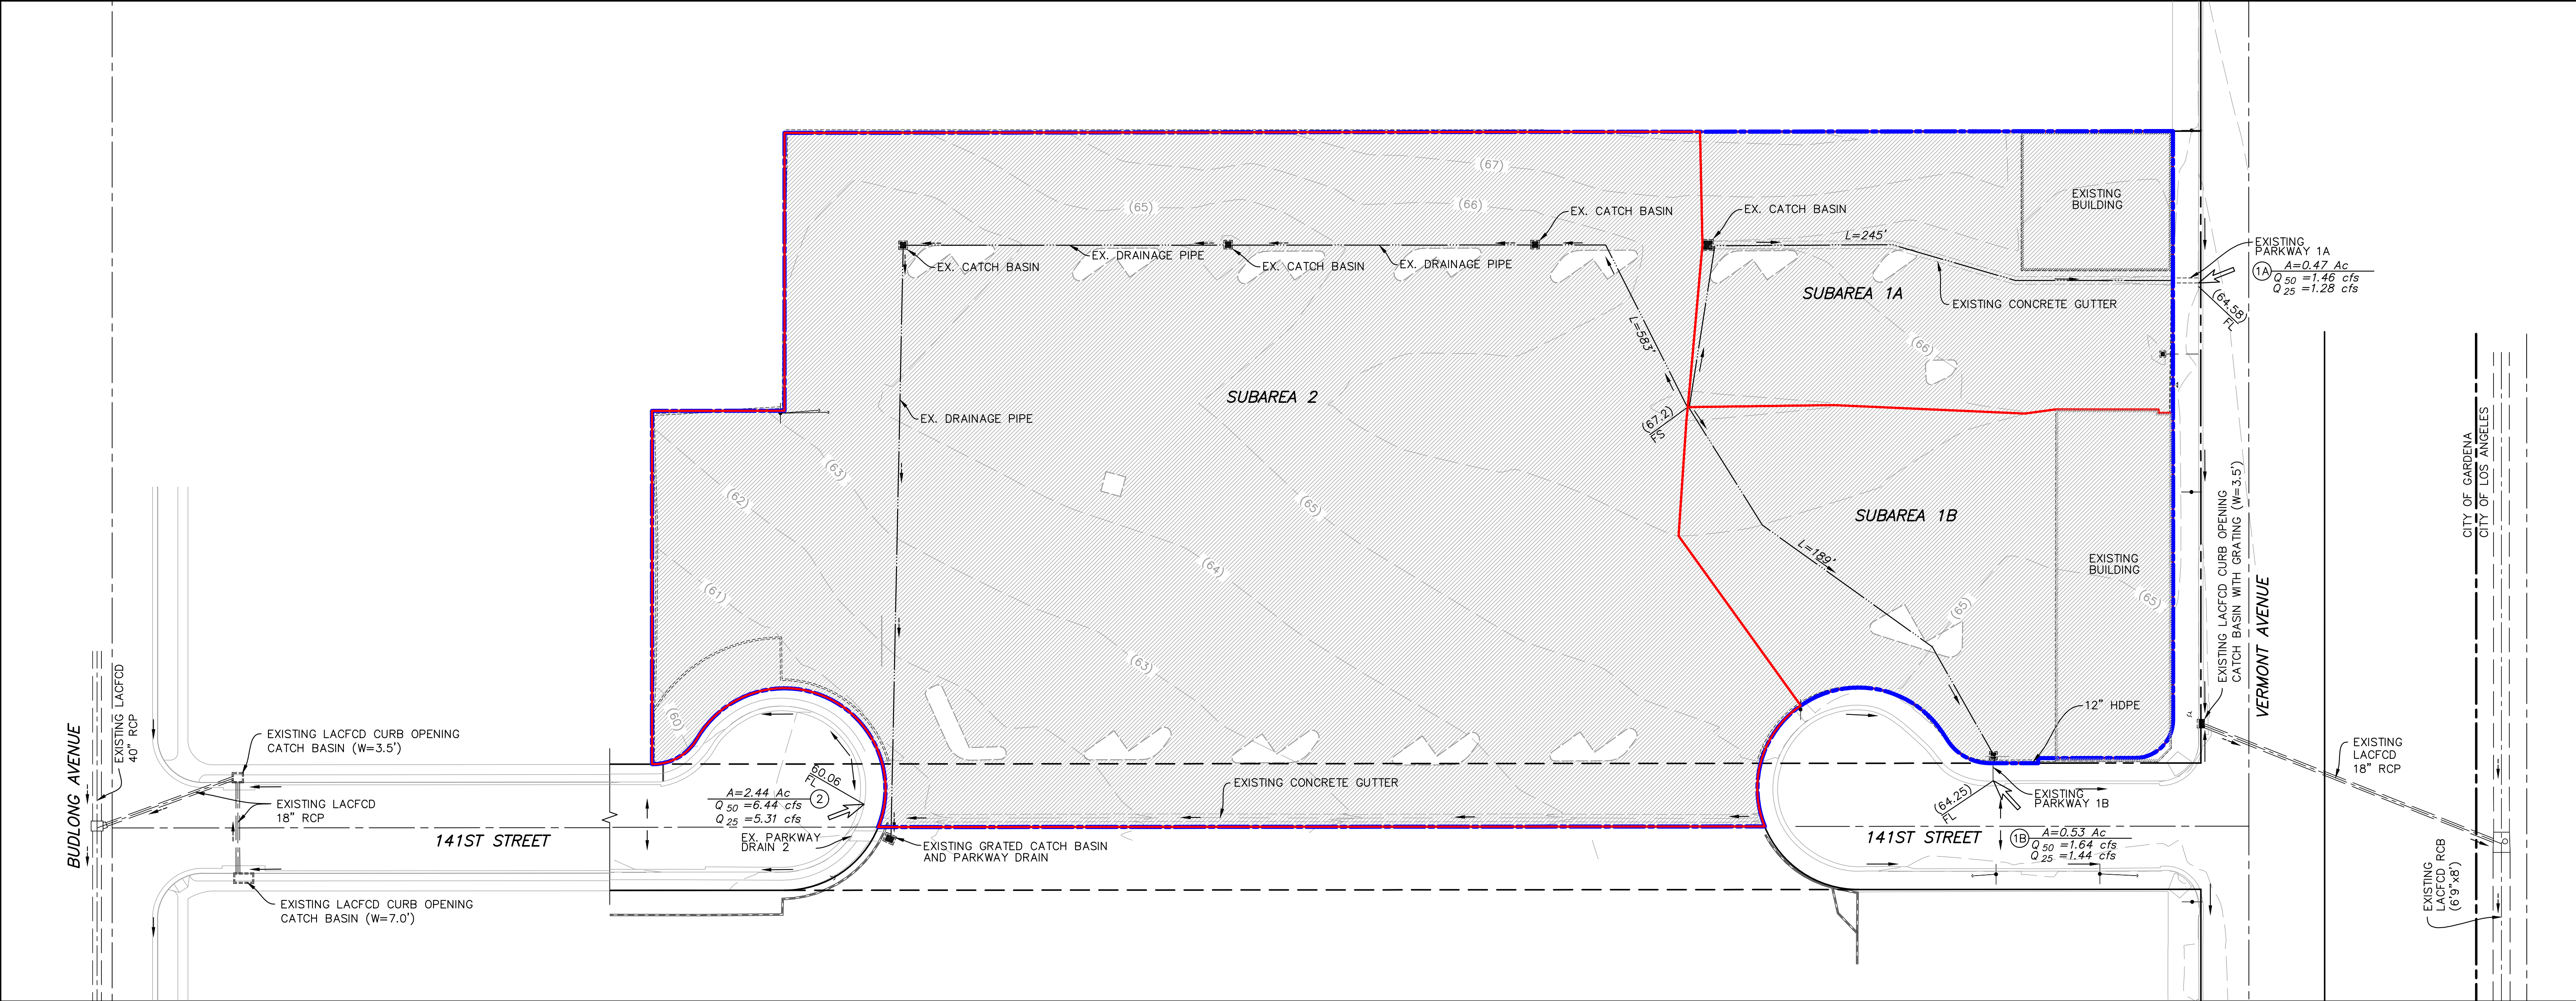 (67)
(65)
(66)
EX. CATCH BASIN
EX. CATCH BASIN
EXISTING
BUILDING
L=245'
EXISTING
PARKWAY 1A
1A
A=0.47 Ac
Q 50 =1.46 cfs
Q 25 =1.28 cfs
(64.58)
FL
EX. CATCH BASIN
EX. DRAINAGE PIPE
EX. CATCH BASIN
EX. DRAINAGE PIPE
SUBAREA 1A
EXISTING CONCRETE GUTTER
L=583'
(66)
SUBAREA 2
EX. DRAINAGE PIPE
(67.2)
FS
(63)
(62)
(65)
SUBAREA 1B
L=189'
(64)
(61)
EXISTING
BUILDING
(65)
(65)
CITY OF GARDENA
CITY OF LOS ANGELES
EXISTING LACFCD CURB OPENING
CATCH BASIN WITH GRATING (W=3.5')
VERMONT AVENUE
(63)
(60)
12" HDPE
BUDLONG AVENUE
EXISTING LACFCD
40" RCP
EXISTING LACFCD CURB OPENING
CATCH BASIN (W=3.5')
EXISTING LACFCD
18" RCP
141ST STREET
EXISTING LACFCD CURB OPENING
CATCH BASIN (W=7.0')
60.06
FL
A=2.44 Ac
2
Q 50 =6.44 cfs
Q 25 =5.31 cfs
EX. PARKWAY
DRAIN 2
EXISTING CONCRETE GUTTER
EXISTING GRATED CATCH BASIN
AND PARKWAY DRAIN
(64.25)
FL
EXISTING
PARKWAY 1B
141ST STREET
1B
A=0.53 Ac
Q 50 =1.64 cfs
Q 25 =1.44 cfs
EXISTING
LACFCD
18" RCP
EXISTING
LACFCD RCB
(6'9"x8')